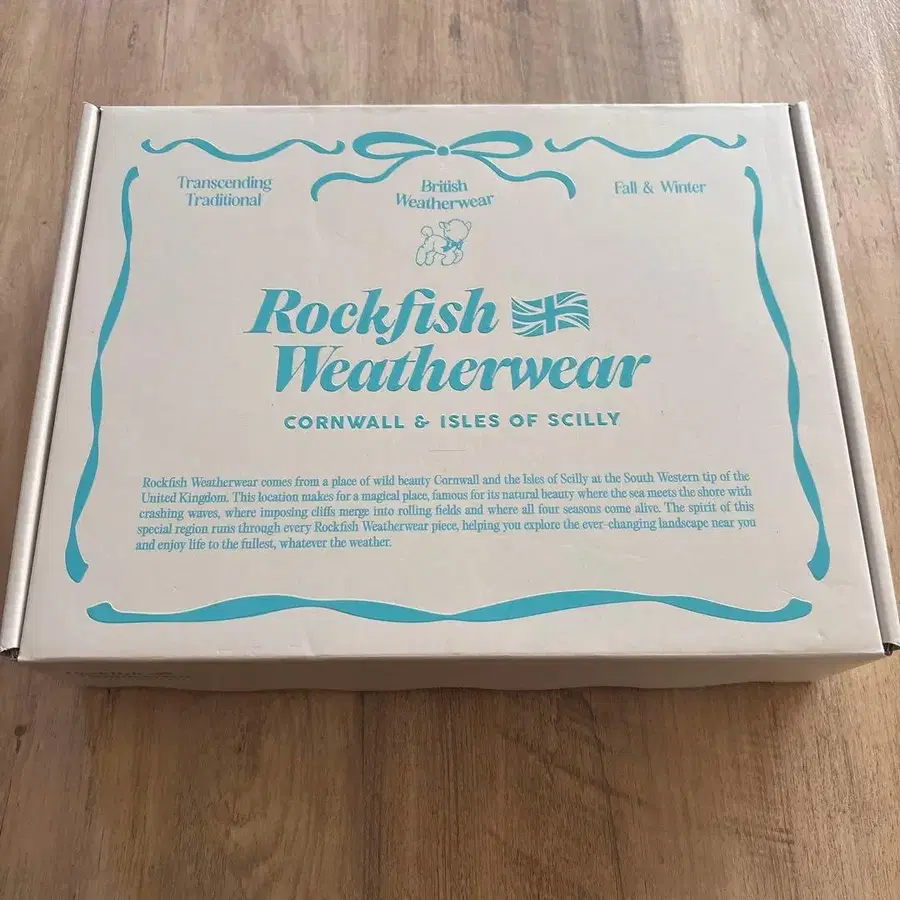 Transcending
Traditional
British
Weatherwear
Fall & Winter
Rockfish
Weatherwear
CORNWALL & ISLES OF SCILLY
Rockfish Weatherwear comes from a place of wild beauty Cornwall and the Isles of Scilly at the South Western tip of the
United Kingdom. This location makes for a magical place, famous for its natural beauty where the sea meets the shore with
crashing waves, where imposing cliffs merge into rolling fields and where all four seasons come alive. The spirit of this
special region runs through every Rockfish Weatherwear piece, helping you explore the ever-changing landscape near you
and enjoy life to the fullest, whatever the weather.
Rockfish